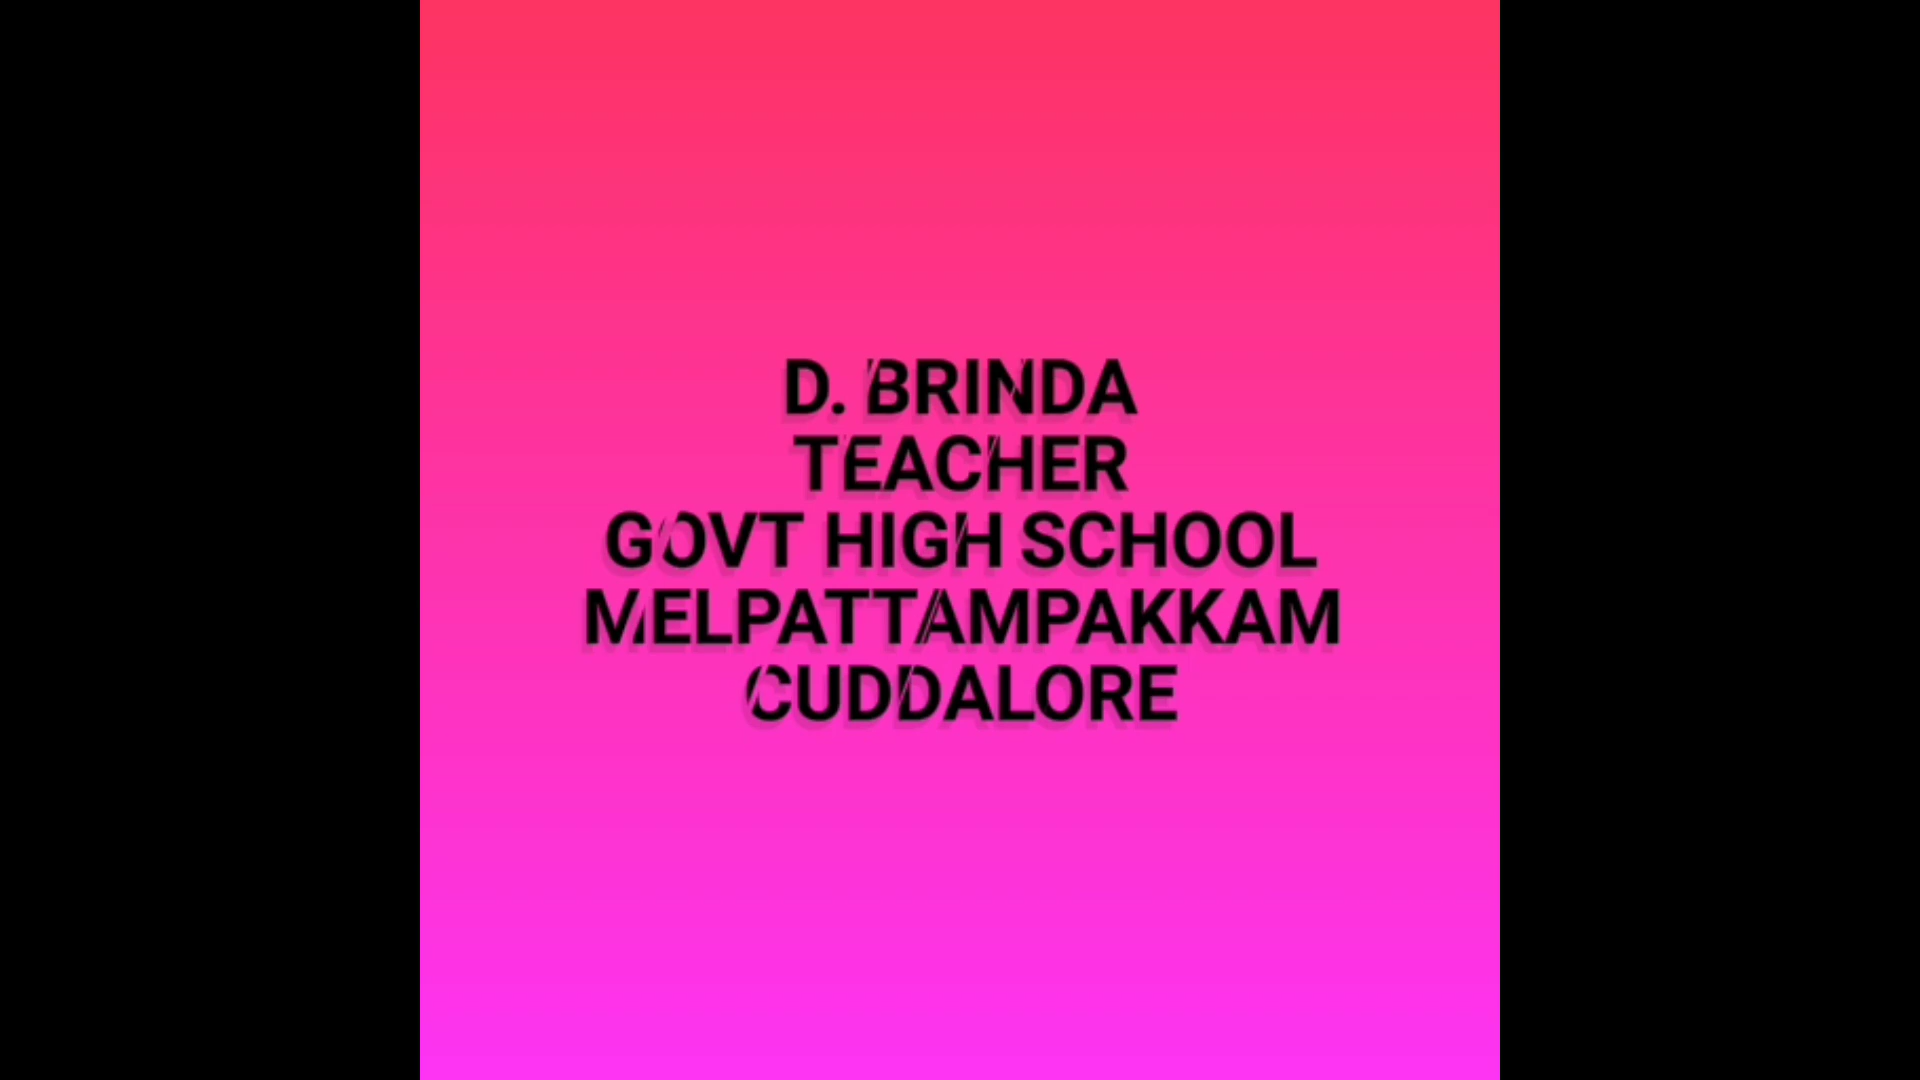 D. BRINDA
TEACHER
GOVT HIGH SCHOOL
MELPATTAMPAKKAM
CUDDALORE